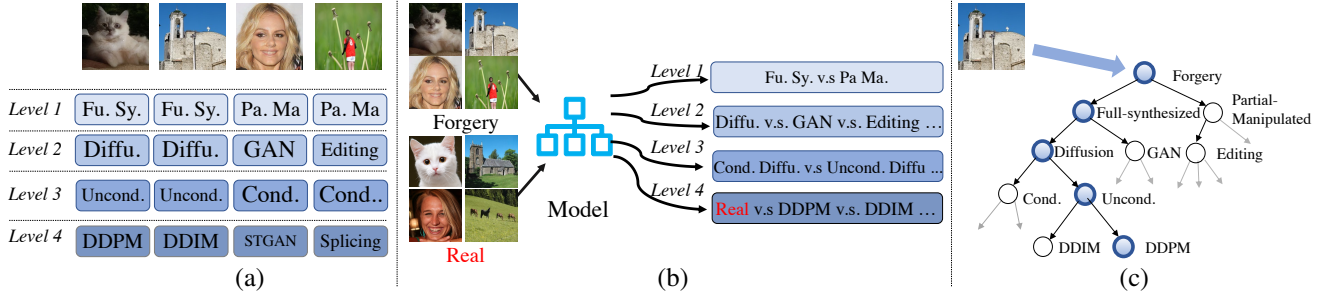 Level 1 Fu. Sy. Fu. Sy. Pa. Ma Pa. Ma
Level 2 Diffu. Diffu. GAN Editing
Level 3 Uncond. Uncond. Cond. Cond..
Level 4 DDPM DDIM STGAN Splicing
(a)
Forgery
Real
Model
Level 1 Fu. Sy. v.s Pa Ma.
Level 2 Diffu. v.s. GAN v.s. Editing ...
Level 3 Cond. Diffu. v.s Uncond. Diffu ...
Level 4 Real v.s DDPM v.s. DDIM ...
(b)
Forgery
Full-synthesized
Partial-
Manipulated
Diffusion GAN Editing
Cond. Uncond.
DDIM DDPM
(c)